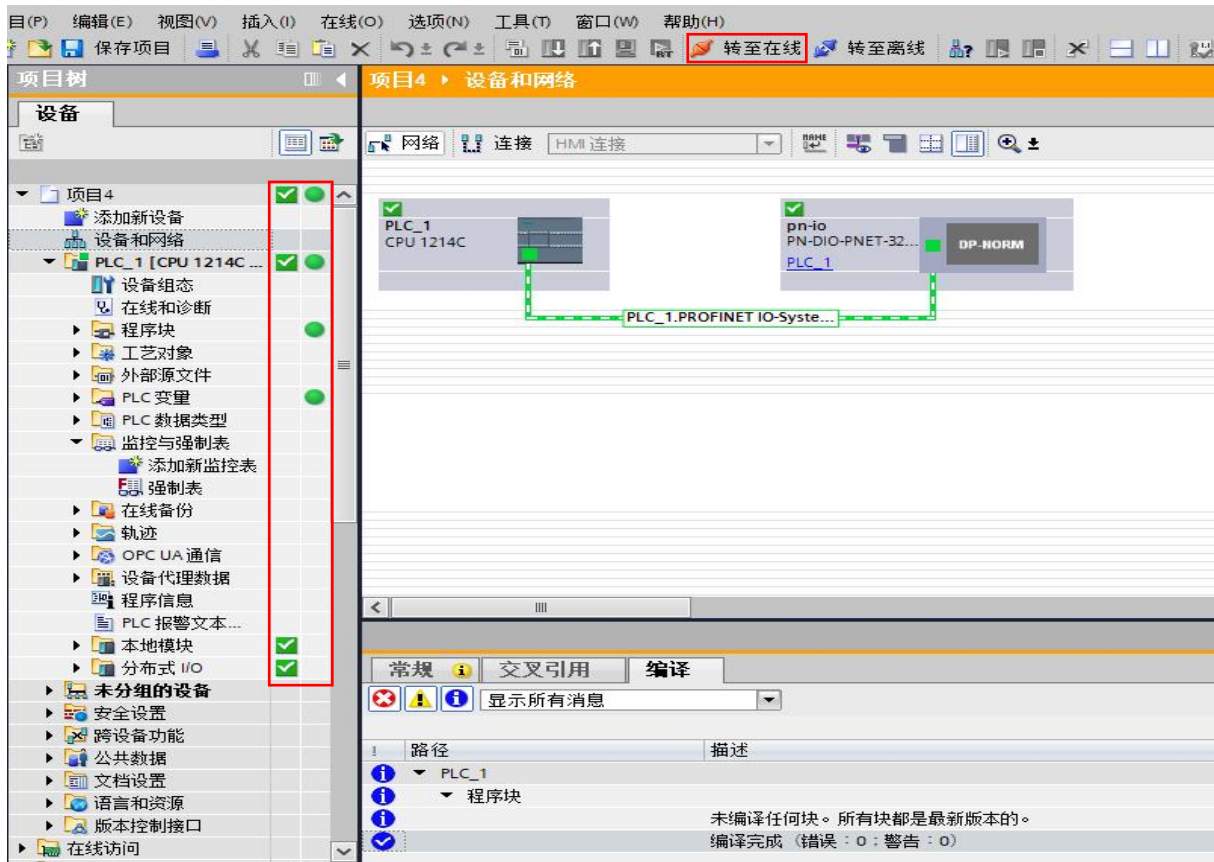 目(P) 编辑(E) 视图(V) 插入(I) 在线(O) 选项(N) 工具(T) 窗口(W) 帮助(H)
保存项目 转至在线 转至离线
项目树
项目4 设备和网络
设备
网络 连接 HMI 连接
项目4
添加新设备
设备和网络
PLC_1 [CPU 1214C ...
设备组态
在线和诊断
程序块
工艺对象
外部源文件
PLC 变量
PLC 数据类型
监控与强制表
添加新监控表
强制表
在线备份
轨迹
OPC UA 通信
设备代理数据
程序信息
PLC 报警文本...
本地模块
分布式 I/O
未分组的设备
安全设置
跨设备功能
公共数据
文档设置
语言和资源
版本控制接口
在线访问
PLC_1
CPU 1214C
pn-io
PN-DIO-PNET-32...
PLC_1
DP-NORM
PLC_1.PROFINET IO-Syste...
常规 交叉引用 编译
显示所有消息
! 路径 描述
PLC_1
程序块
未编译任何块。所有块都是最新版本的。
编译完成（错误：0；警告：0）